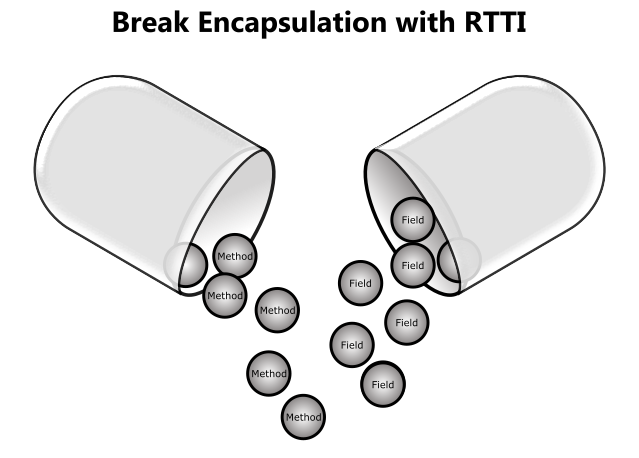 Break Encapsulation with RTTI
Field
Method
Field
Method
Field
Method
Field
Field
Method
Field
Method